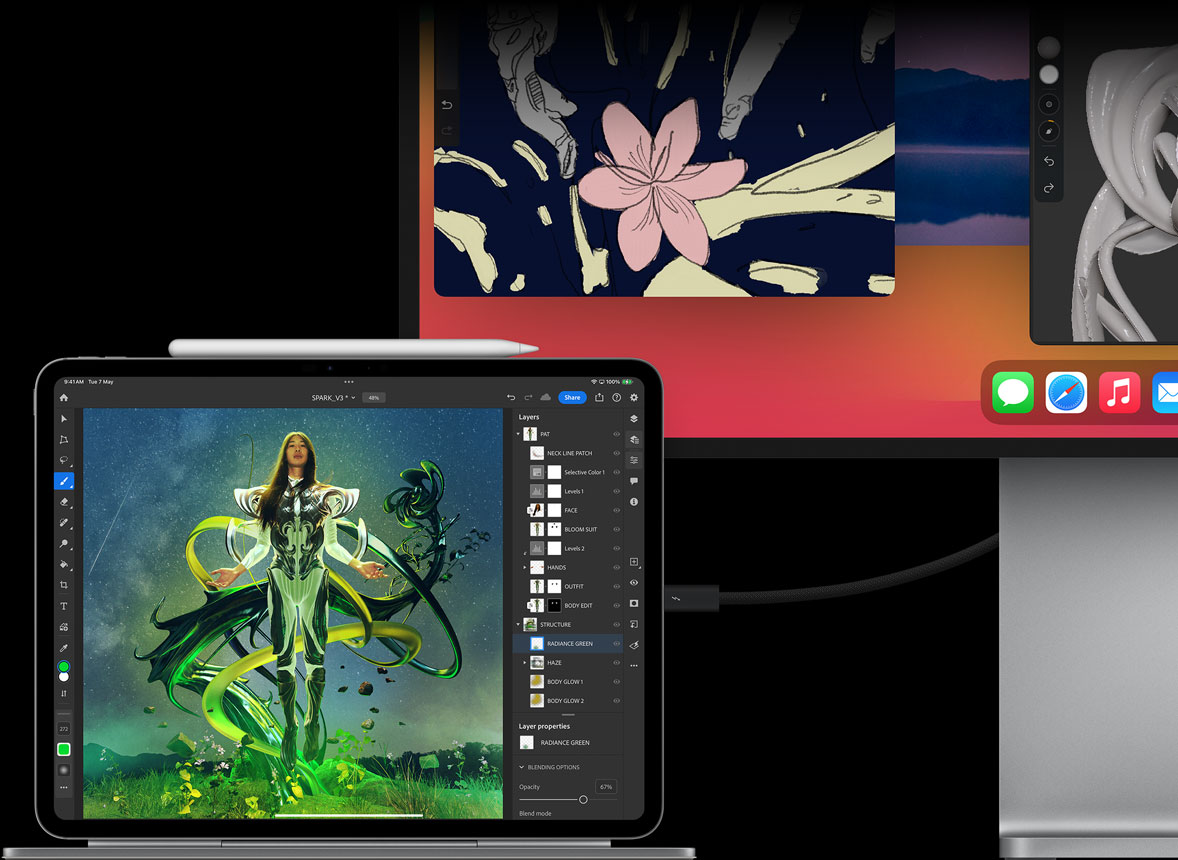 9:41 AM Tue 7 May
100%
SPARK_V3 *
48%
Share
Layers
PAT
NECK LINE PATCH
Selective Color 1
Levels 1
FACE
BLOOM SUIT
Levels 2
HANDS
OUTFIT
BODY EDIT
STRUCTURE
RADIANCE GREEN
HAZE
BODY GLOW 1
BODY GLOW 2
Layer properties
RADIANCE GREEN
BLENDING OPTIONS
Opacity
67%
Blend mode
T
272